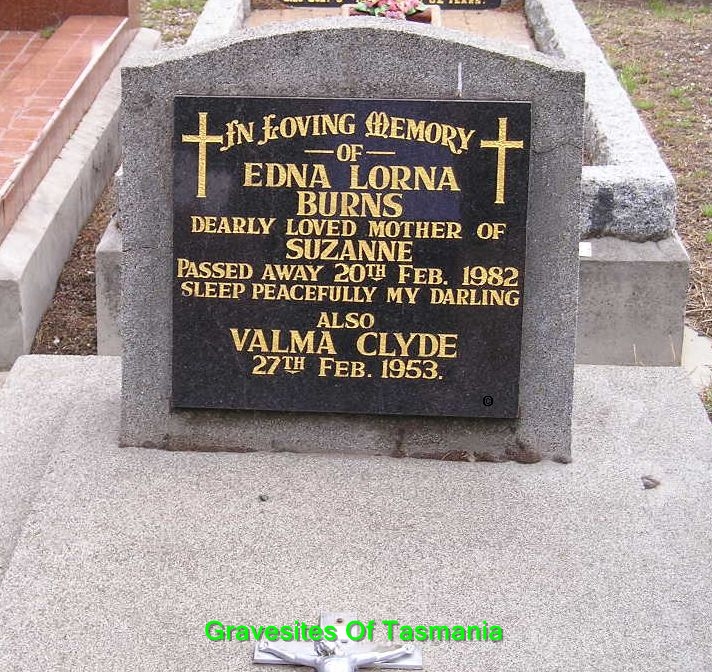 In Loving Memory
OF
EDNA LORNA
BURNS
DEARLY LOVED MOTHER OF
SUZANNE
PASSED AWAY 20TH FEB. 1982
SLEEP PEACEFULLY MY DARLING
ALSO
VALMA CLYDE
27TH FEB. 1953.
Gravesites Of Tasmania